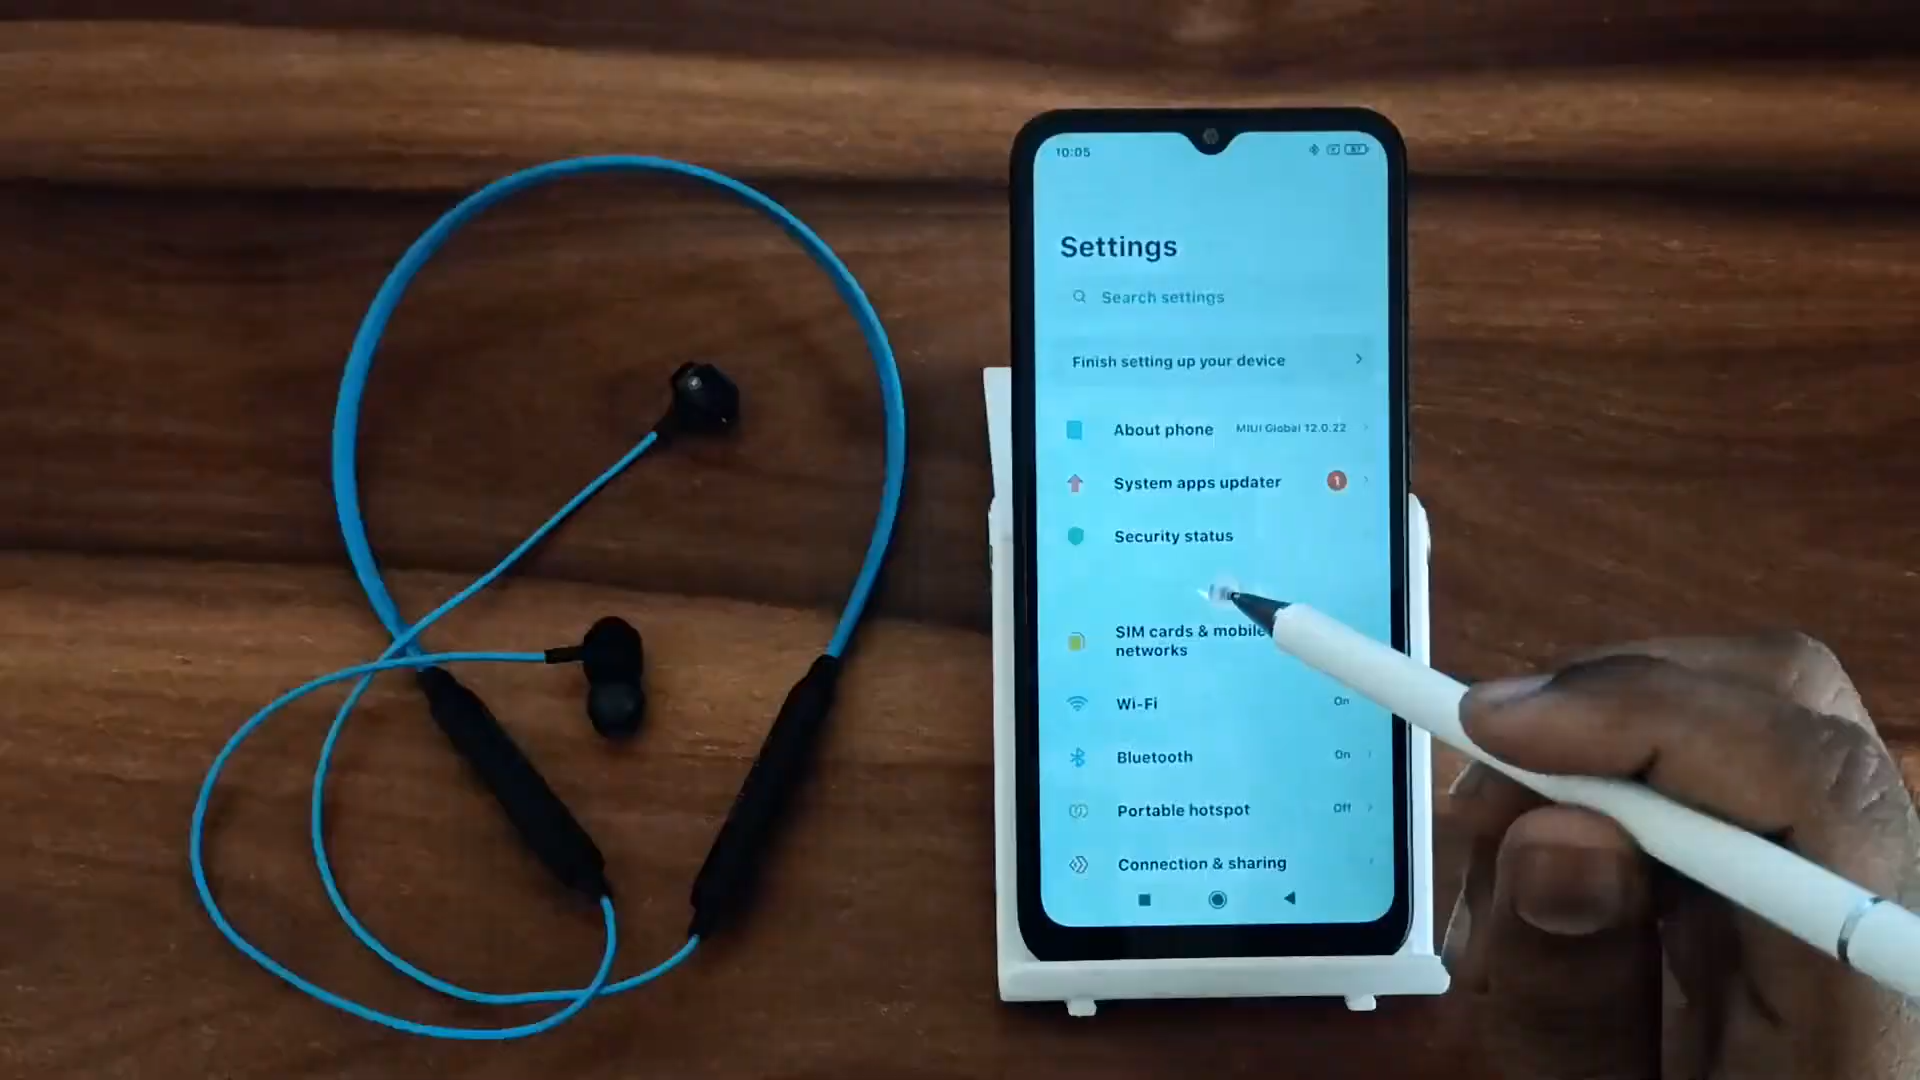 10:05
87
Settings
Search settings
Finish setting up your device
About phone MIUI Global 12.0.22
System apps updater 1
Security status
SIM cards & mobile
networks
Wi-Fi On
Bluetooth On
Portable hotspot Off
Connection & sharing